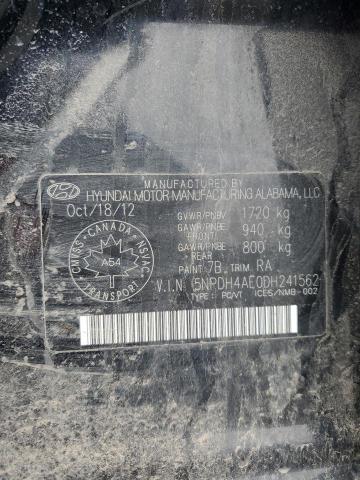 MANUFACTURED BY
HYUNDAI MOTOR MANUFACTURING ALABAMA, LLC
Oct/18/12
GVWR/PNBV 1720 kg
GAWR/PNBE FRONT 940 kg
GAWR/PNBE REAR 800 kg
PAINT 7B TRIM RA
V.I.N. 5NPDH4AE0DH241562
TYPE: PC/VT ICES/NMB-002
CANADA
A54
CMVSS NSVAC
TRANSPORT